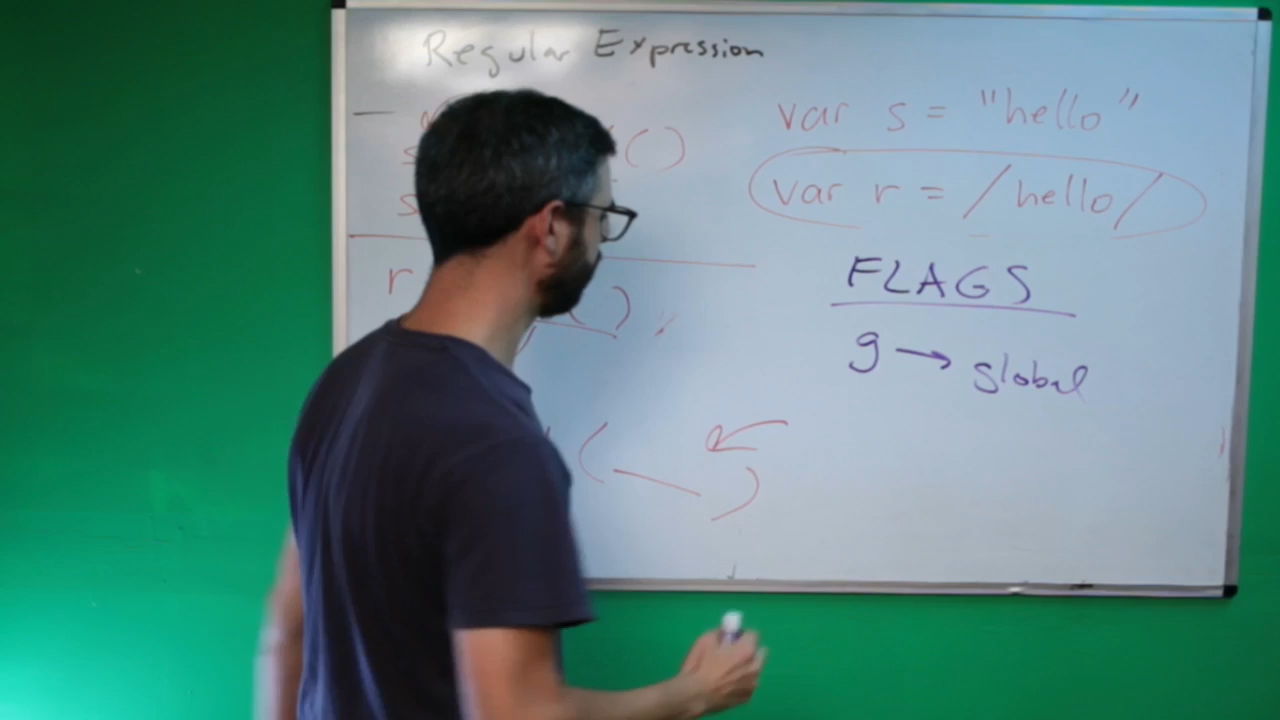 Regular Expression
var s = "hello"
( )
var r = /hello/
s
r
( )
FLAGS
g → global
( )